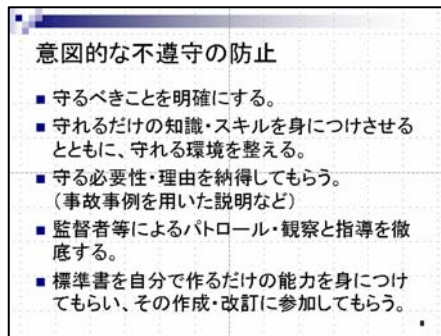 意図的な不遵守の防止
■ 守るべきことを明確にする。
■ 守れるだけの知識・スキルを身につけさせる
とともに、守れる環境を整える。
■ 守る必要性・理由を納得してもらう。
（事故事例を用いた説明など）
■ 監督者等によるパトロール・観察と指導を徹
底する。
■ 標準書を自分で作るだけの能力を身につけ
てもらい、その作成・改訂に参加してもらう。